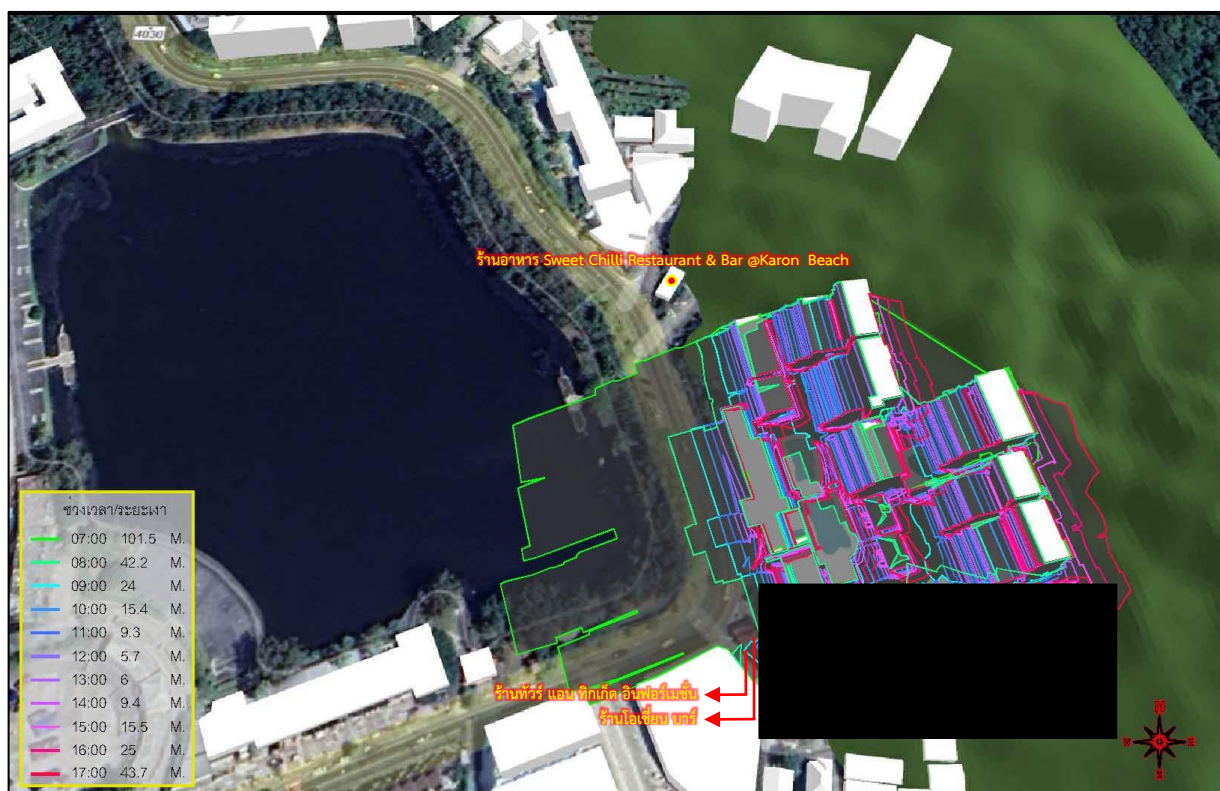 4030
ร้านอาหาร Sweet Chilli Restaurant & Bar @Karon Beach
ช่วงเวลา/ระยะเงา
07:00 101.5 M.
08:00 42.2 M.
09:00 24 M.
10:00 15.4 M.
11:00 9.3 M.
12:00 5.7 M.
13:00 6 M.
14:00 9.4 M.
15:00 15.5 M.
16:00 25 M.
17:00 43.7 M.
ร้านทัวร์ แอน ทิกเก็ต อินฟอร์เมชั่น
ร้านโอเชี่ยน บาร์
N
W E
S